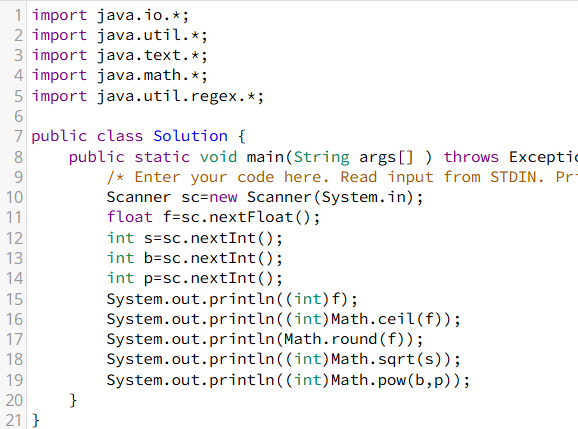 1 import java.io.*;
2 import java.util.*;
3 import java.text.*;
4 import java.math.*;
5 import java.util.regex.*;
6
7 public class Solution {
8     public static void main(String args[] ) throws Exceptio
9         /* Enter your code here. Read input from STDIN. Pri
10         Scanner sc=new Scanner(System.in);
11         float f=sc.nextFloat();
12         int s=sc.nextInt();
13         int b=sc.nextInt();
14         int p=sc.nextInt();
15         System.out.println((int)f);
16         System.out.println((int)Math.ceil(f));
17         System.out.println(Math.round(f));
18         System.out.println((int)Math.sqrt(s));
19         System.out.println((int)Math.pow(b,p));
20     }
21 }